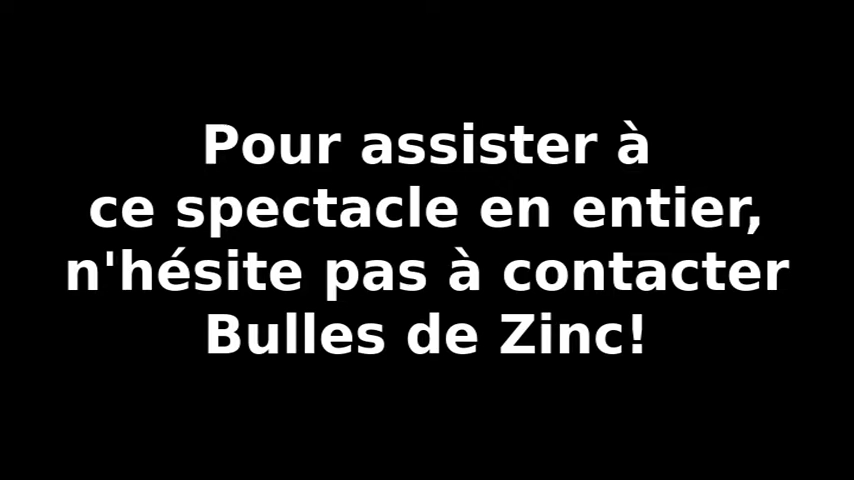 Pour assister à
ce spectacle en entier,
n'hésite pas à contacter
Bulles de Zinc!